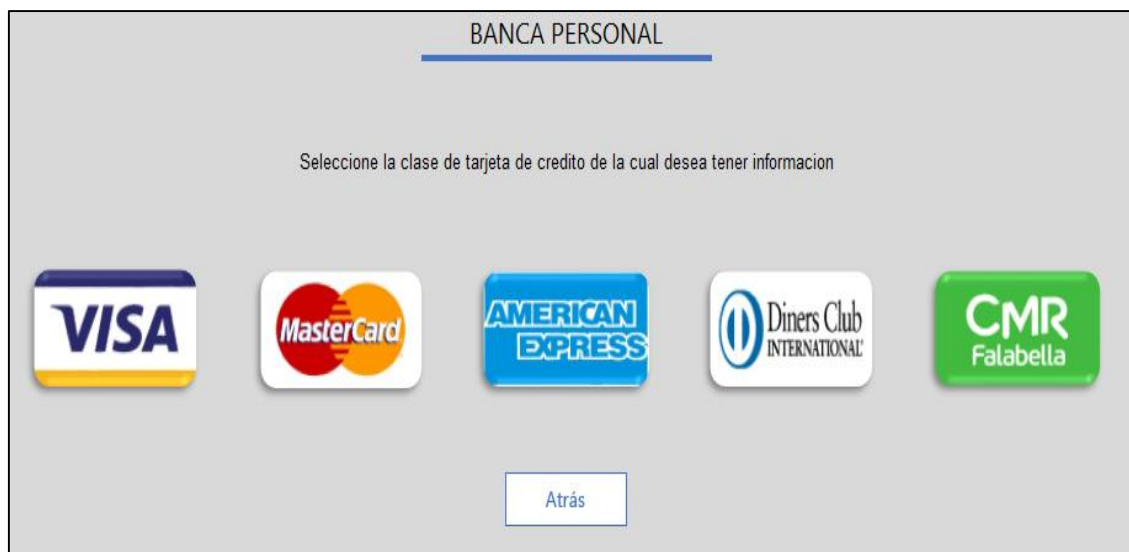 BANCA PERSONAL
Seleccione la clase de tarjeta de credito de la cual desea tener informacion
VISA
MasterCard
AMERICAN
EXPRESS
Diners Club
INTERNATIONAL
CMR
Falabella
Atrás